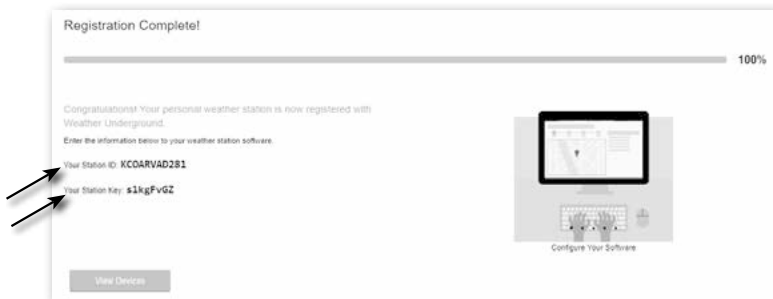 Registration Complete!
100%
Congratulations! Your personal weather station is now registered with
Weather Underground.
Enter the information below to your weather station software.
Your Station ID: KCOARVAD281
Your Station Key: s1kgFvGZ
Configure Your Software
View Devices